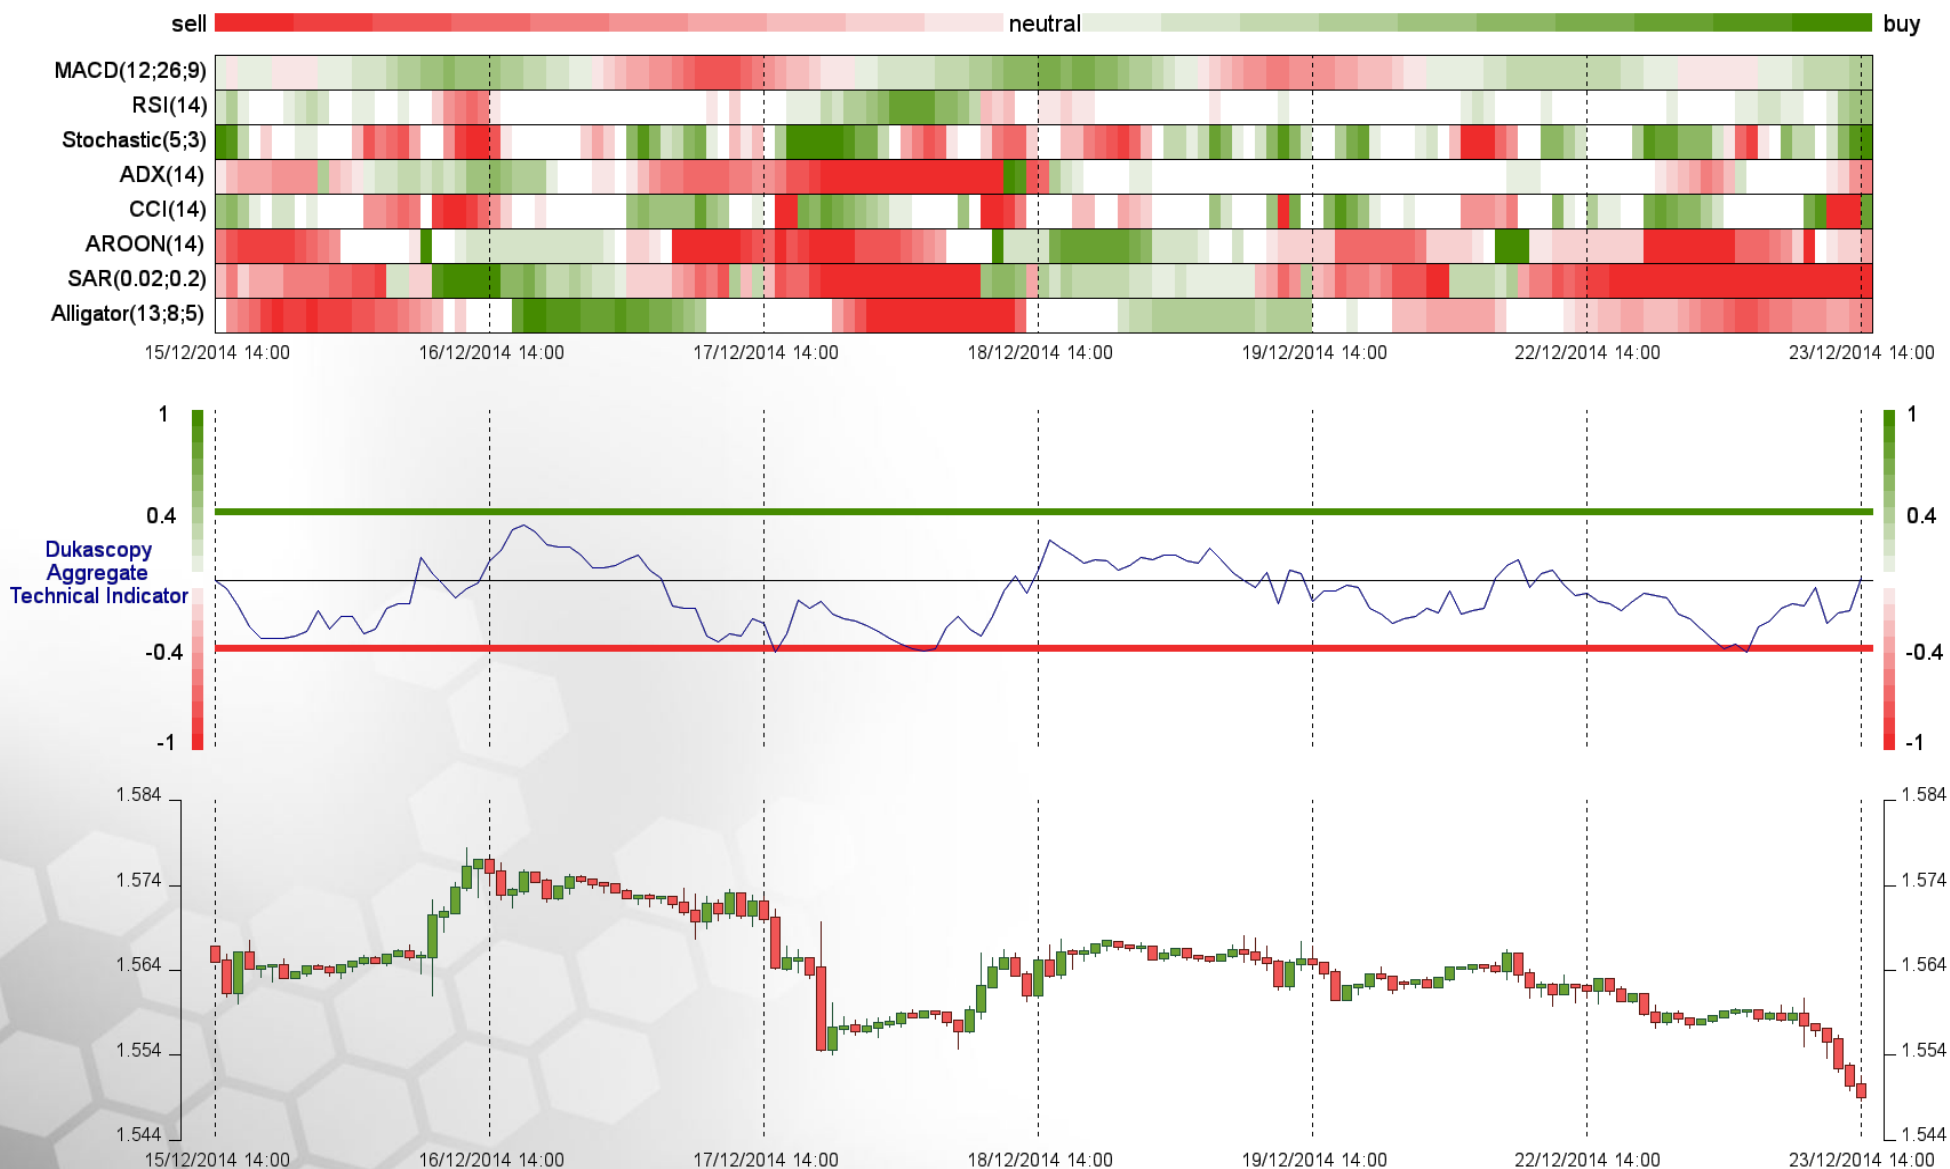 sell neutral buy
MACD(12;26;9)
RSI(14)
Stochastic(5;3)
ADX(14)
CCI(14)
AROON(14)
SAR(0.02;0.2)
Alligator(13;8;5)
15/12/2014 14:00 16/12/2014 14:00 17/12/2014 14:00 18/12/2014 14:00 19/12/2014 14:00 22/12/2014 14:00 23/12/2014 14:00
1 1
0.4 0.4
Dukascopy
Aggregate
Technical Indicator
-0.4 -0.4
-1 -1
1.584 1.584
1.574 1.574
1.564 1.564
1.554 1.554
1.544 1.544
15/12/2014 14:00 16/12/2014 14:00 17/12/2014 14:00 18/12/2014 14:00 19/12/2014 14:00 22/12/2014 14:00 23/12/2014 14:00